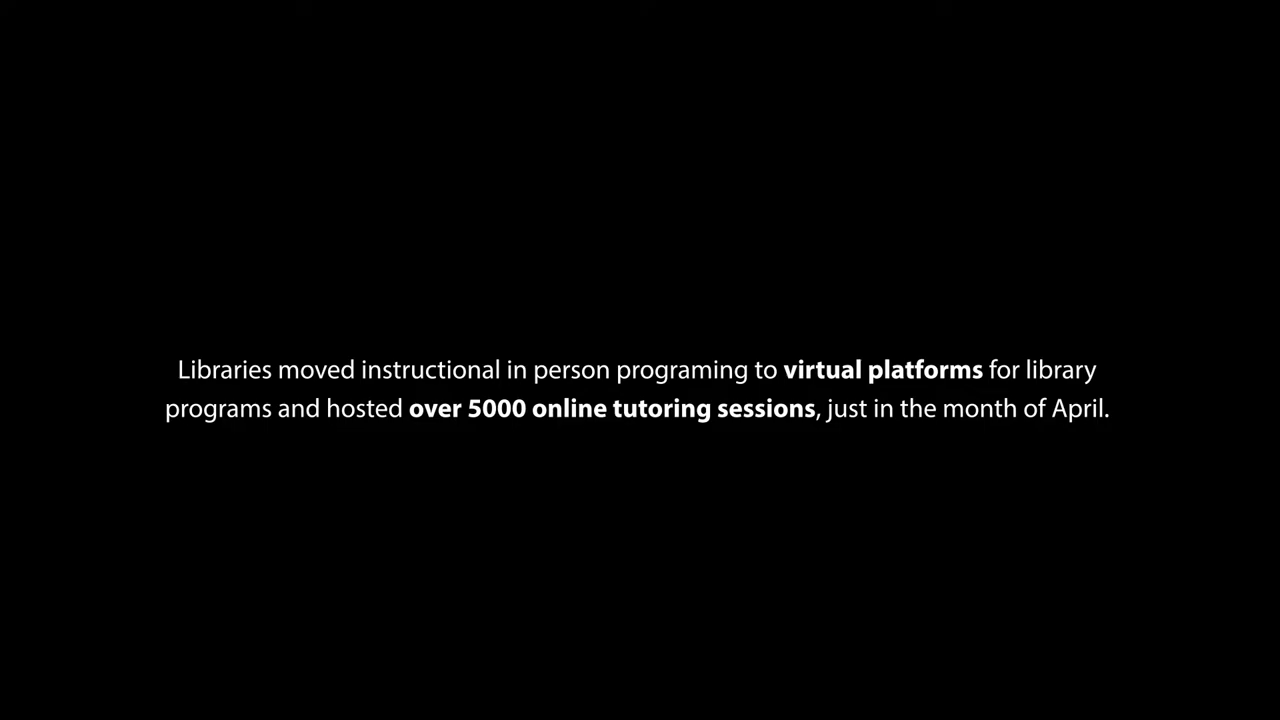 Libraries moved instructional in person programing to virtual platforms for library
programs and hosted over 5000 online tutoring sessions, just in the month of April.